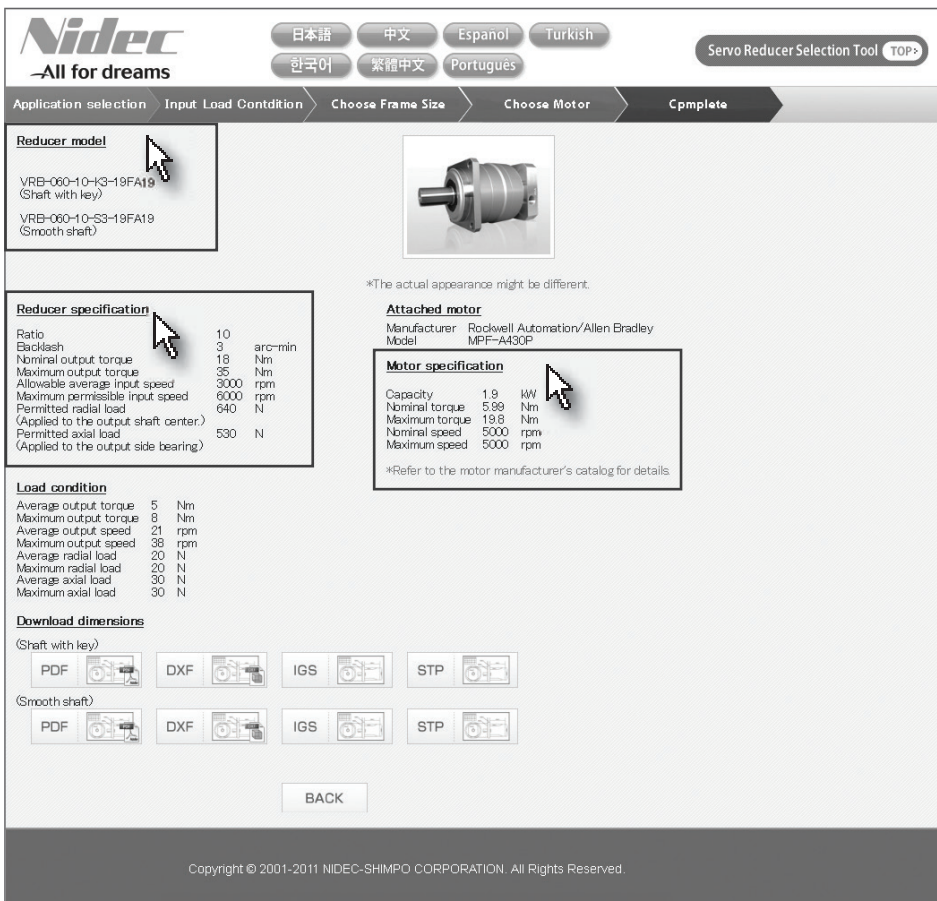 Nidec
-All for dreams
日本語
中文
Español
Turkish
한국어
繁體中文
Português
Servo Reducer Selection Tool TOP>
Application selection
Input Load Contdition
Choose Frame Size
Choose Motor
Cpmplete
Reducer model
VRB-060-10-K3-19FA19
(Shaft with key)
VRB-060-10-S3-19FA19
(Smooth shaft)
*The actual appearance might be different.
Reducer specification
Ratio 10
Backlash 3 arc-min
Nominal output torque 18 Nm
Maximum output torque 35 Nm
Allowable average input speed 3000 rpm
Maximum permissible input speed 6000 rpm
Permitted radial load 640 N
(Applied to the output shaft center.)
Permitted axial load 530 N
(Applied to the output side bearing)
Attached motor
Manufacturer Rockwell Automation/Allen Bradley
Model MPF-A430P
Motor specification
Capacity 1.9 kW
Nominal torque 5.99 Nm
Maximum torque 19.8 Nm
Nominal speed 5000 rpm
Maximum speed 5000 rpm
*Refer to the motor manufacturer's catalog for details.
Load condition
Average output torque 5 Nm
Maximum output torque 8 Nm
Average output speed 21 rpm
Maximum output speed 38 rpm
Average radial load 20 N
Maximum radial load 20 N
Average axial load 30 N
Maximum axial load 30 N
Download dimensions
(Shaft with key)
PDF DXF IGS STP
(Smooth shaft)
PDF DXF IGS STP
BACK
Copyright © 2001-2011 NIDEC-SHIMPO CORPORATION. All Rights Reserved.